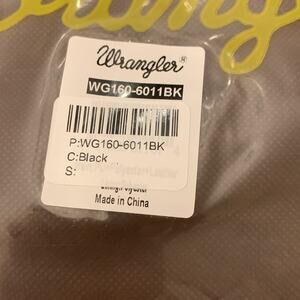 Wrangler®
WG160-6011BK
P:WG160-6011BK
C:Black
S:
Made in China